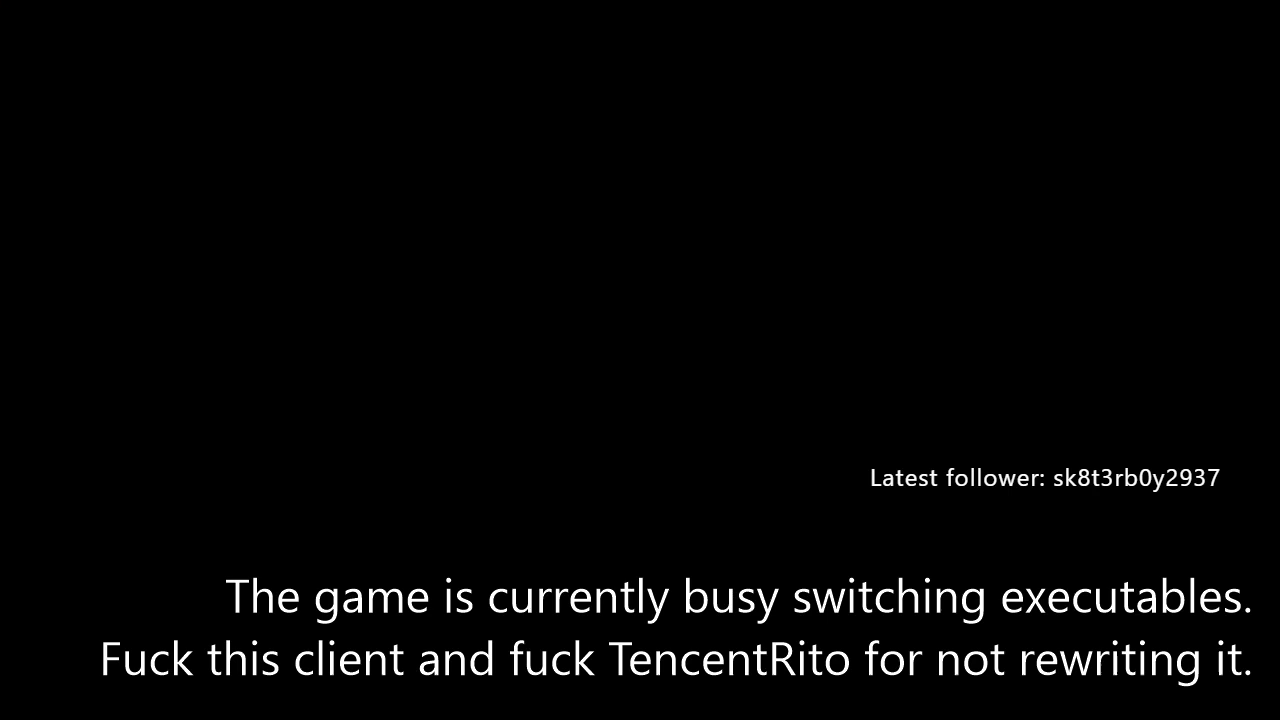 Latest follower: sk8t3rb0y2937
The game is currently busy switching executables.
Fuck this client and fuck TencentRito for not rewriting it.